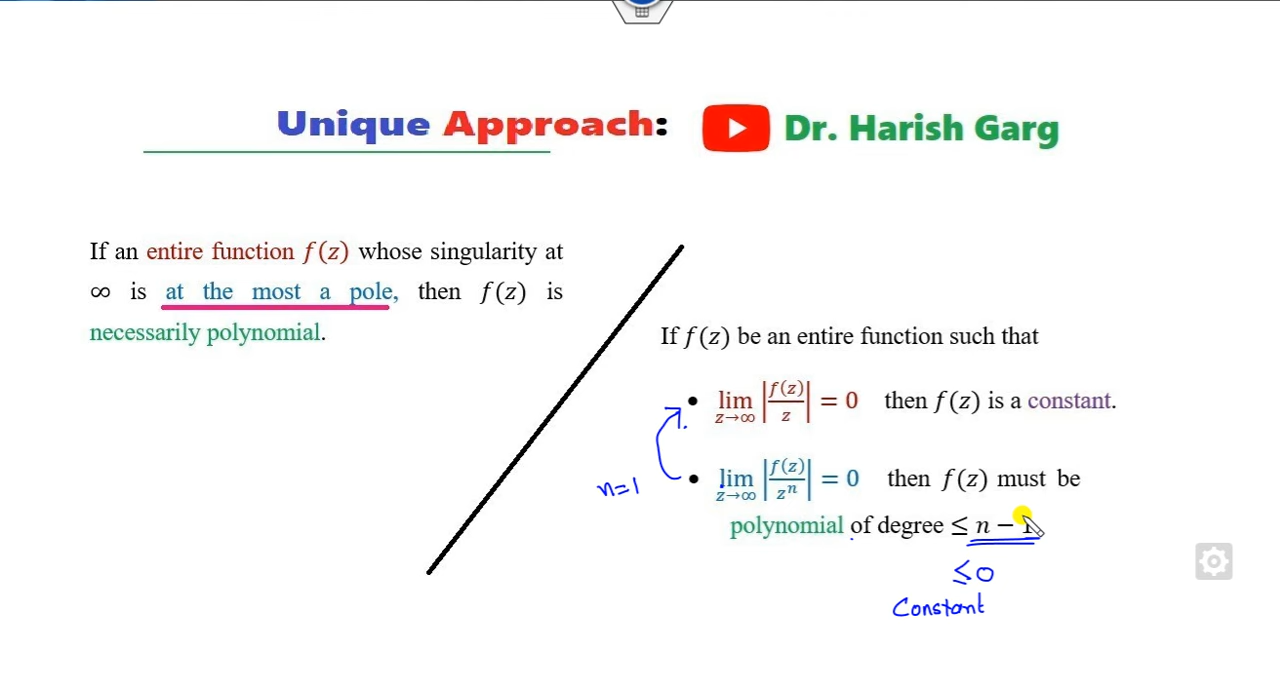 Unique Approach: Dr. Harish Garg
If an entire function f(z) whose singularity at
∞ is at the most a pole, then f(z) is
necessarily polynomial.
If f(z) be an entire function such that
• lim z→∞ |f(z)/z| = 0 then f(z) is a constant.
n=1
• lim z→∞ |f(z)/zⁿ| = 0 then f(z) must be
polynomial of degree ≤ n − 1
≤0
Constant